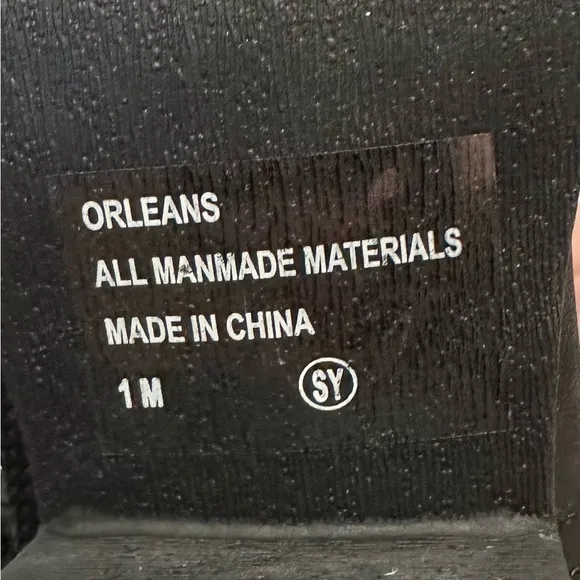 ORLEANS
ALL MANMADE MATERIALS
MADE IN CHINA
1 M SY